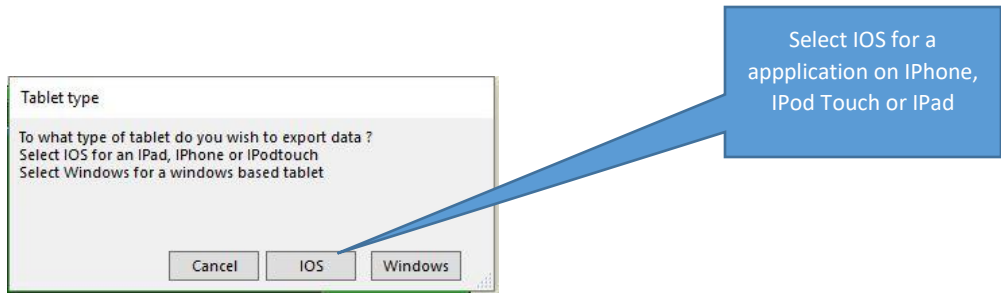 Select IOS for a
appplication on IPhone,
IPod Touch or IPad
Tablet type
To what type of tablet do you wish to export data ?
Select IOS for an IPad, IPhone or IPodtouch
Select Windows for a windows based tablet
Cancel
IOS
Windows